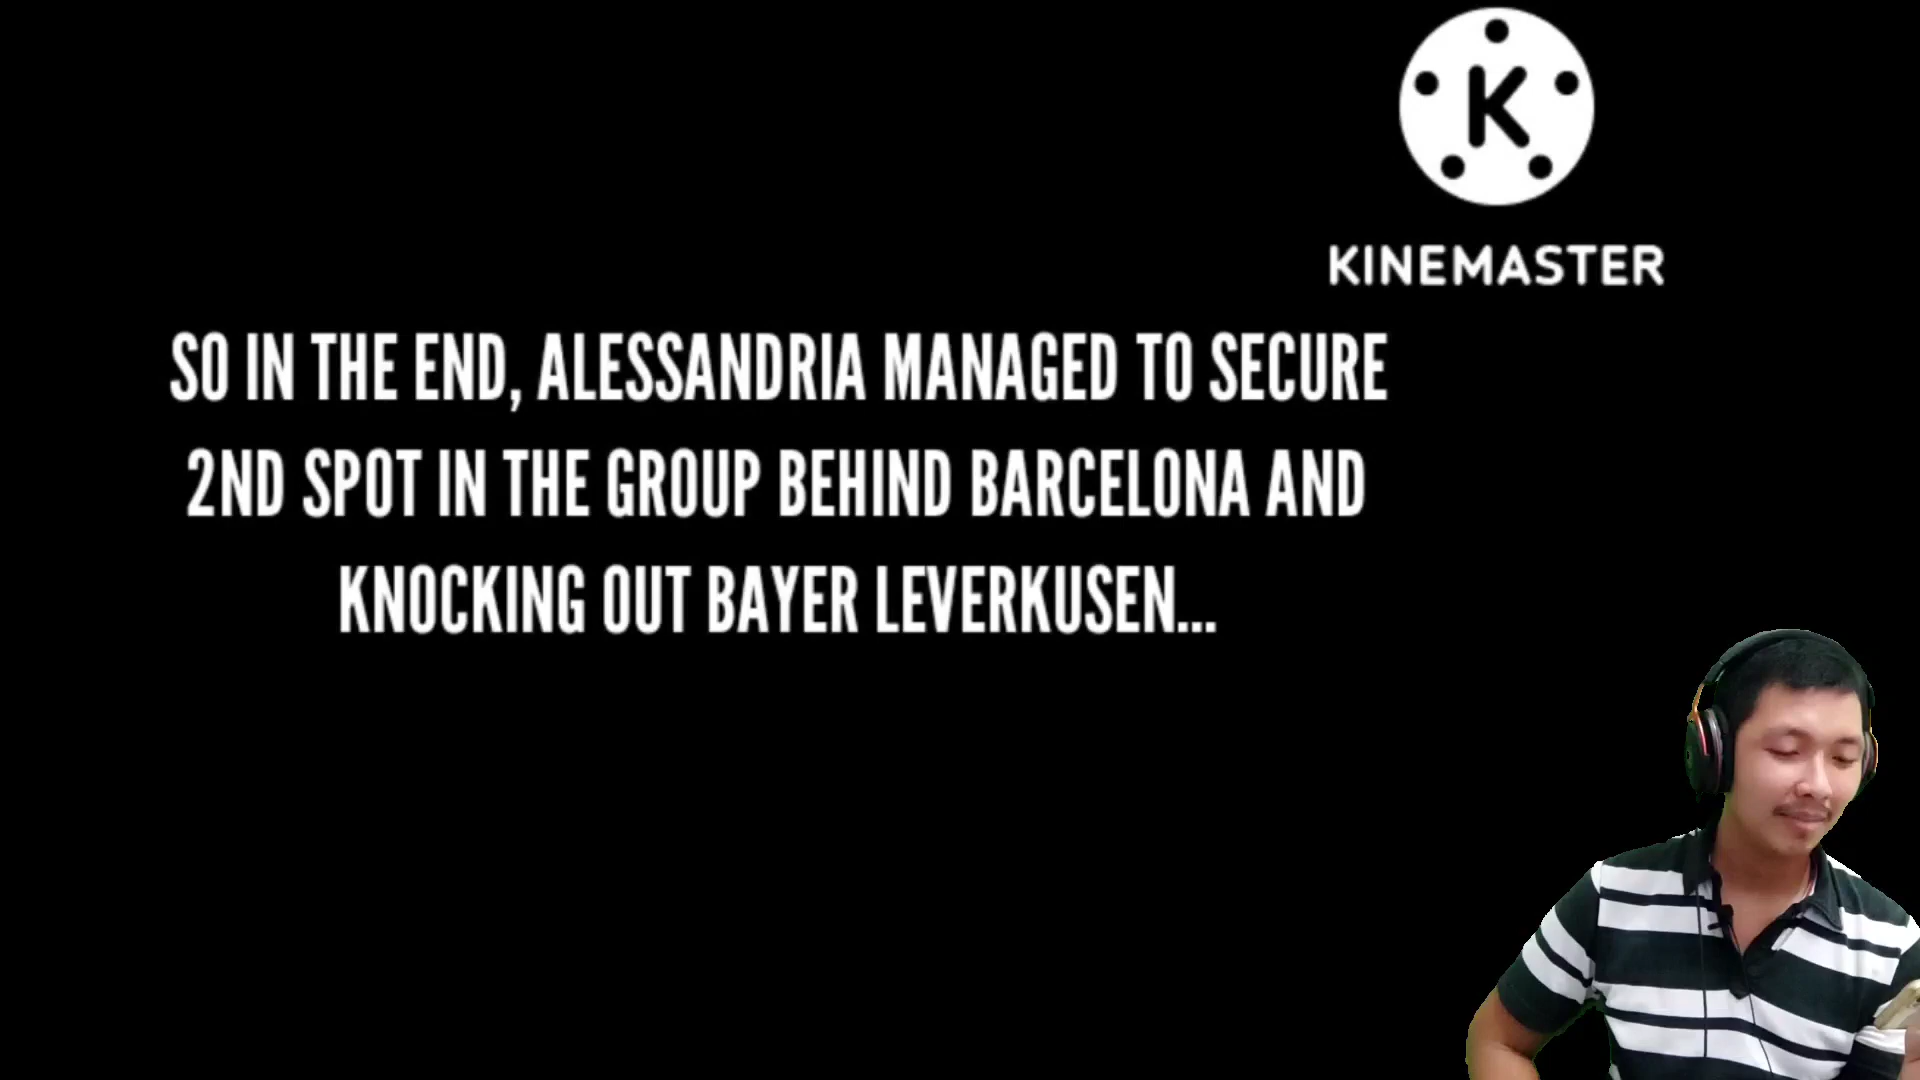 K
KINEMASTER
SO IN THE END, ALESSANDRIA MANAGED TO SECURE
2ND SPOT IN THE GROUP BEHIND BARCELONA AND
KNOCKING OUT BAYER LEVERKUSEN...